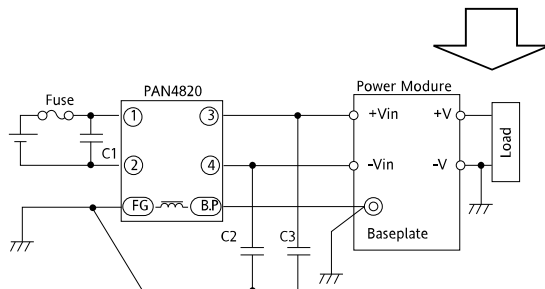 PAN4820
Power Modure
Fuse
1
3
+Vin
+V
C1
Load
2
4
-Vin
-V
FG
B.P
C2
C3
Baseplate